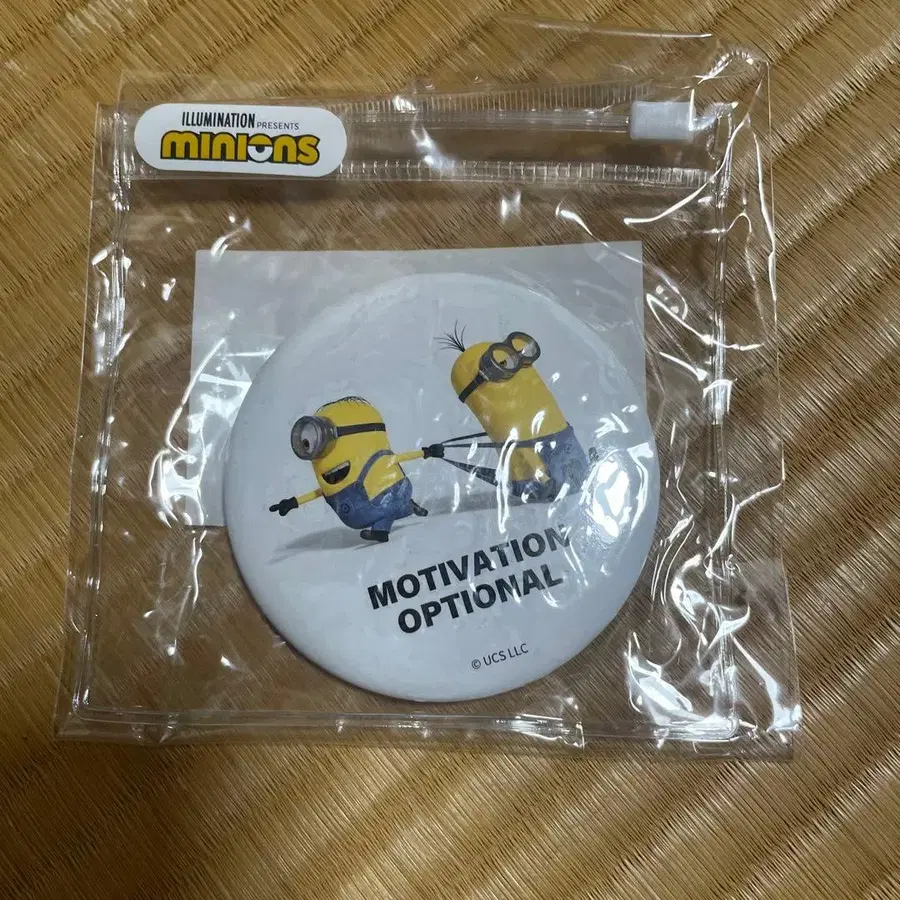 ILLUMINATION PRESENTS
minions
MOTIVATION
OPTIONAL
© UCS LLC